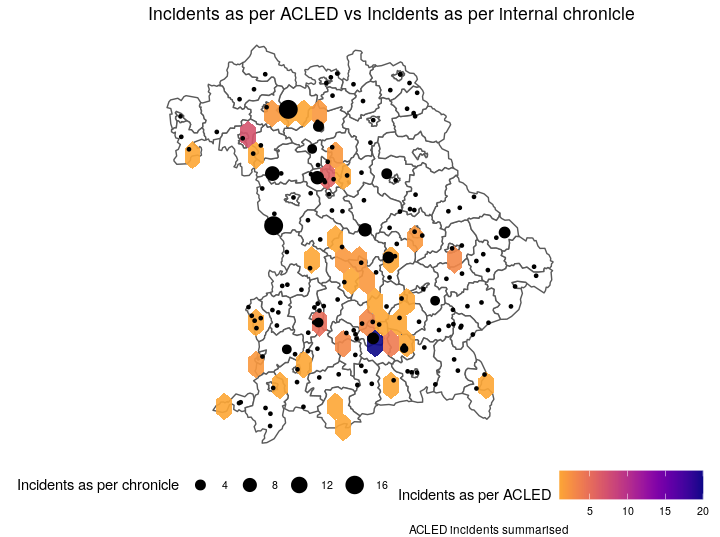 Incidents as per ACLED vs Incidents as per internal chronicle
Incidents as per chronicle 4 8 12 16
Incidents as per ACLED
5 10 15 20
ACLED incidents summarised